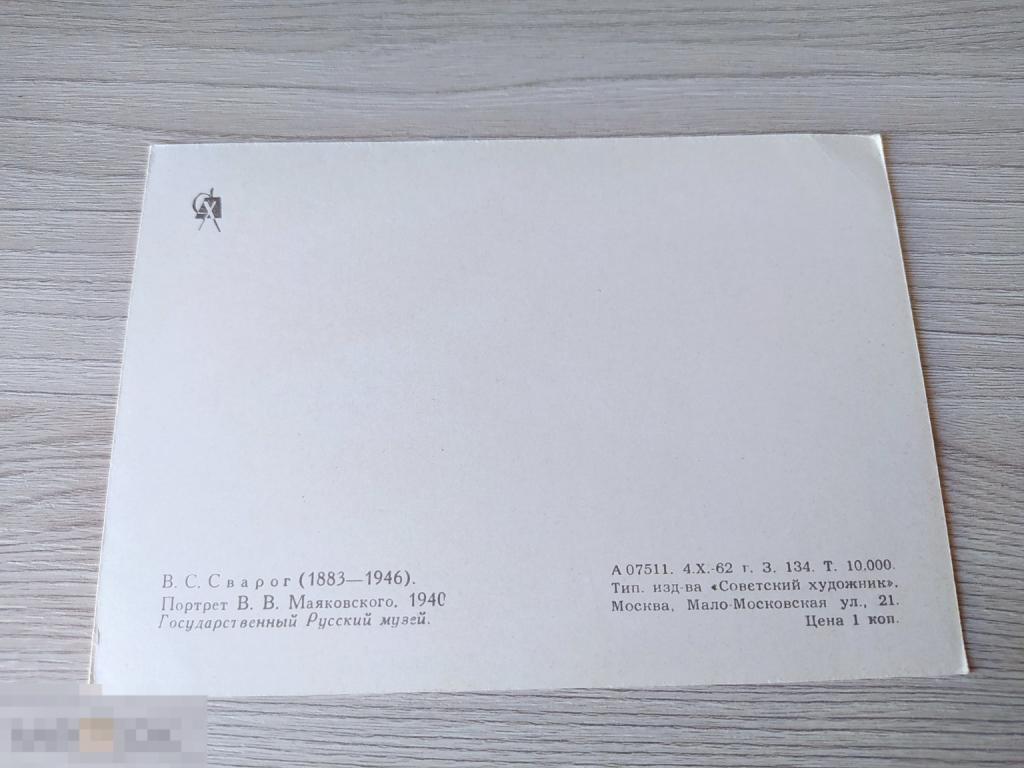 В. С. Сварог (1883—1946).
Портрет В. В. Маяковского, 1940
Государственный Русский музей.
А 07511. 4.X.-62 г. З. 134. Т. 10.000.
Тип. изд-ва «Советский художник».
Москва, Мало-Московская ул., 21.
Цена 1 коп.